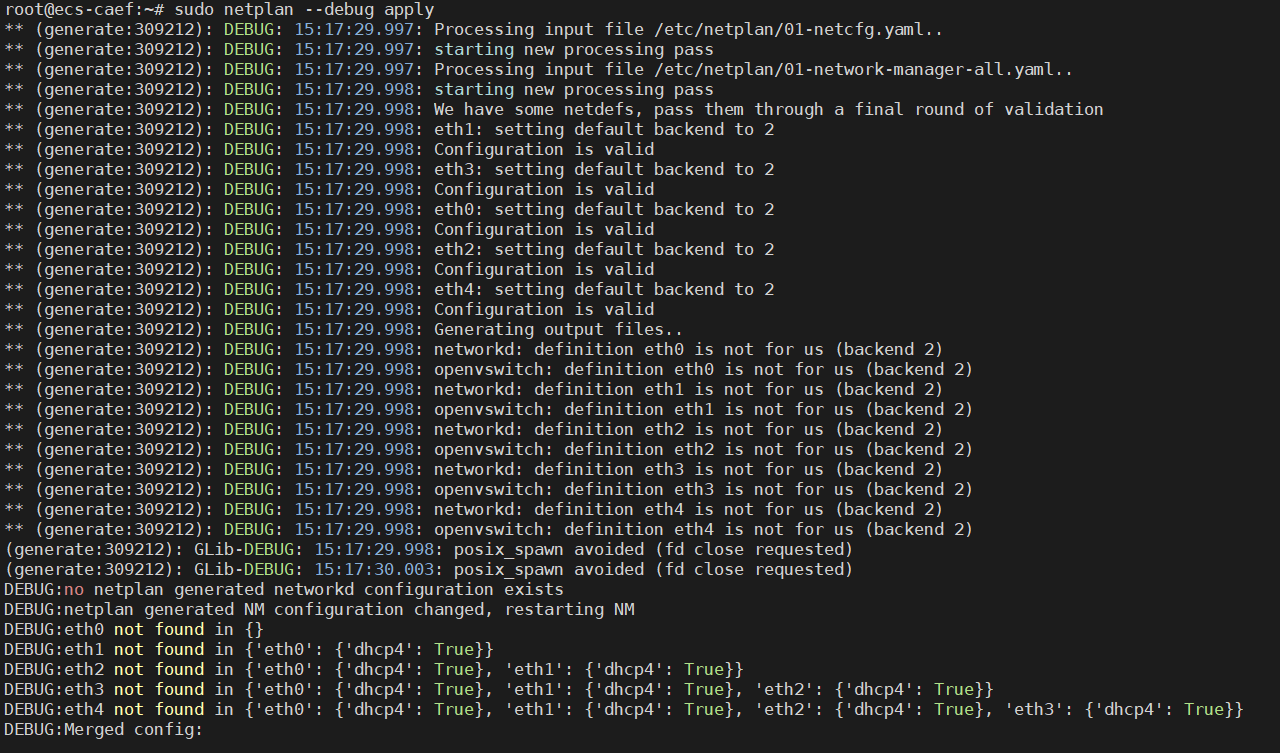 root@ecs-caef:~# sudo netplan --debug apply
** (generate:309212): DEBUG: 15:17:29.997: Processing input file /etc/netplan/01-netcfg.yaml..
** (generate:309212): DEBUG: 15:17:29.997: starting new processing pass
** (generate:309212): DEBUG: 15:17:29.997: Processing input file /etc/netplan/01-network-manager-all.yaml..
** (generate:309212): DEBUG: 15:17:29.998: starting new processing pass
** (generate:309212): DEBUG: 15:17:29.998: We have some netdefs, pass them through a final round of validation
** (generate:309212): DEBUG: 15:17:29.998: eth1: setting default backend to 2
** (generate:309212): DEBUG: 15:17:29.998: Configuration is valid
** (generate:309212): DEBUG: 15:17:29.998: eth3: setting default backend to 2
** (generate:309212): DEBUG: 15:17:29.998: Configuration is valid
** (generate:309212): DEBUG: 15:17:29.998: eth0: setting default backend to 2
** (generate:309212): DEBUG: 15:17:29.998: Configuration is valid
** (generate:309212): DEBUG: 15:17:29.998: eth2: setting default backend to 2
** (generate:309212): DEBUG: 15:17:29.998: Configuration is valid
** (generate:309212): DEBUG: 15:17:29.998: eth4: setting default backend to 2
** (generate:309212): DEBUG: 15:17:29.998: Configuration is valid
** (generate:309212): DEBUG: 15:17:29.998: Generating output files..
** (generate:309212): DEBUG: 15:17:29.998: networkd: definition eth0 is not for us (backend 2)
** (generate:309212): DEBUG: 15:17:29.998: openvswitch: definition eth0 is not for us (backend 2)
** (generate:309212): DEBUG: 15:17:29.998: networkd: definition eth1 is not for us (backend 2)
** (generate:309212): DEBUG: 15:17:29.998: openvswitch: definition eth1 is not for us (backend 2)
** (generate:309212): DEBUG: 15:17:29.998: networkd: definition eth2 is not for us (backend 2)
** (generate:309212): DEBUG: 15:17:29.998: openvswitch: definition eth2 is not for us (backend 2)
** (generate:309212): DEBUG: 15:17:29.998: networkd: definition eth3 is not for us (backend 2)
** (generate:309212): DEBUG: 15:17:29.998: openvswitch: definition eth3 is not for us (backend 2)
** (generate:309212): DEBUG: 15:17:29.998: networkd: definition eth4 is not for us (backend 2)
** (generate:309212): DEBUG: 15:17:29.998: openvswitch: definition eth4 is not for us (backend 2)
(generate:309212): GLib-DEBUG: 15:17:29.998: posix_spawn avoided (fd close requested)
(generate:309212): GLib-DEBUG: 15:17:30.003: posix_spawn avoided (fd close requested)
DEBUG:no netplan generated networkd configuration exists
DEBUG:netplan generated NM configuration changed, restarting NM
DEBUG:eth0 not found in {}
DEBUG:eth1 not found in {'eth0': {'dhcp4': True}}
DEBUG:eth2 not found in {'eth0': {'dhcp4': True}, 'eth1': {'dhcp4': True}}
DEBUG:eth3 not found in {'eth0': {'dhcp4': True}, 'eth1': {'dhcp4': True}, 'eth2': {'dhcp4': True}}
DEBUG:eth4 not found in {'eth0': {'dhcp4': True}, 'eth1': {'dhcp4': True}, 'eth2': {'dhcp4': True}, 'eth3': {'dhcp4': True}}
DEBUG:Merged config: